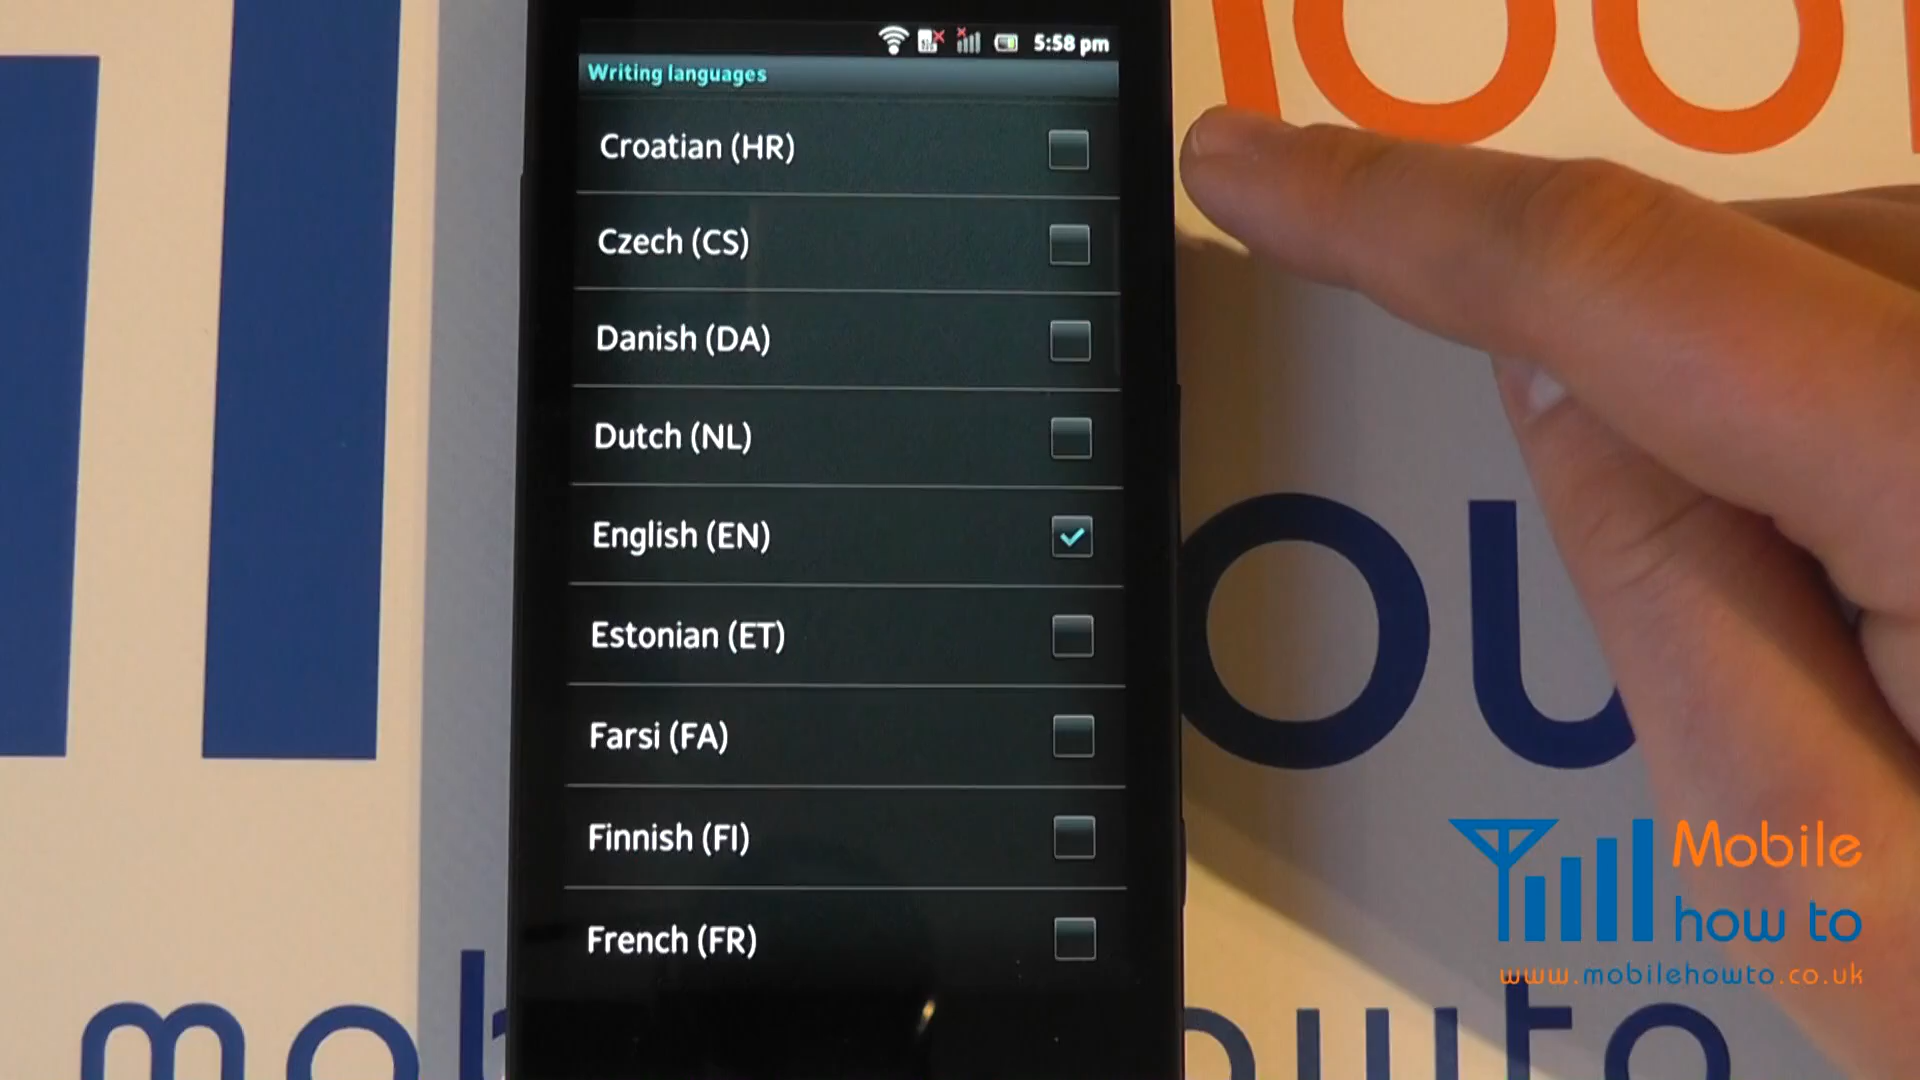 5:58 pm
Writing languages
Croatian (HR)
Czech (CS)
Danish (DA)
Dutch (NL)
English (EN)
Estonian (ET)
Farsi (FA)
Finnish (FI)
French (FR)
Mobile
how to
www.mobilehowto.co.uk